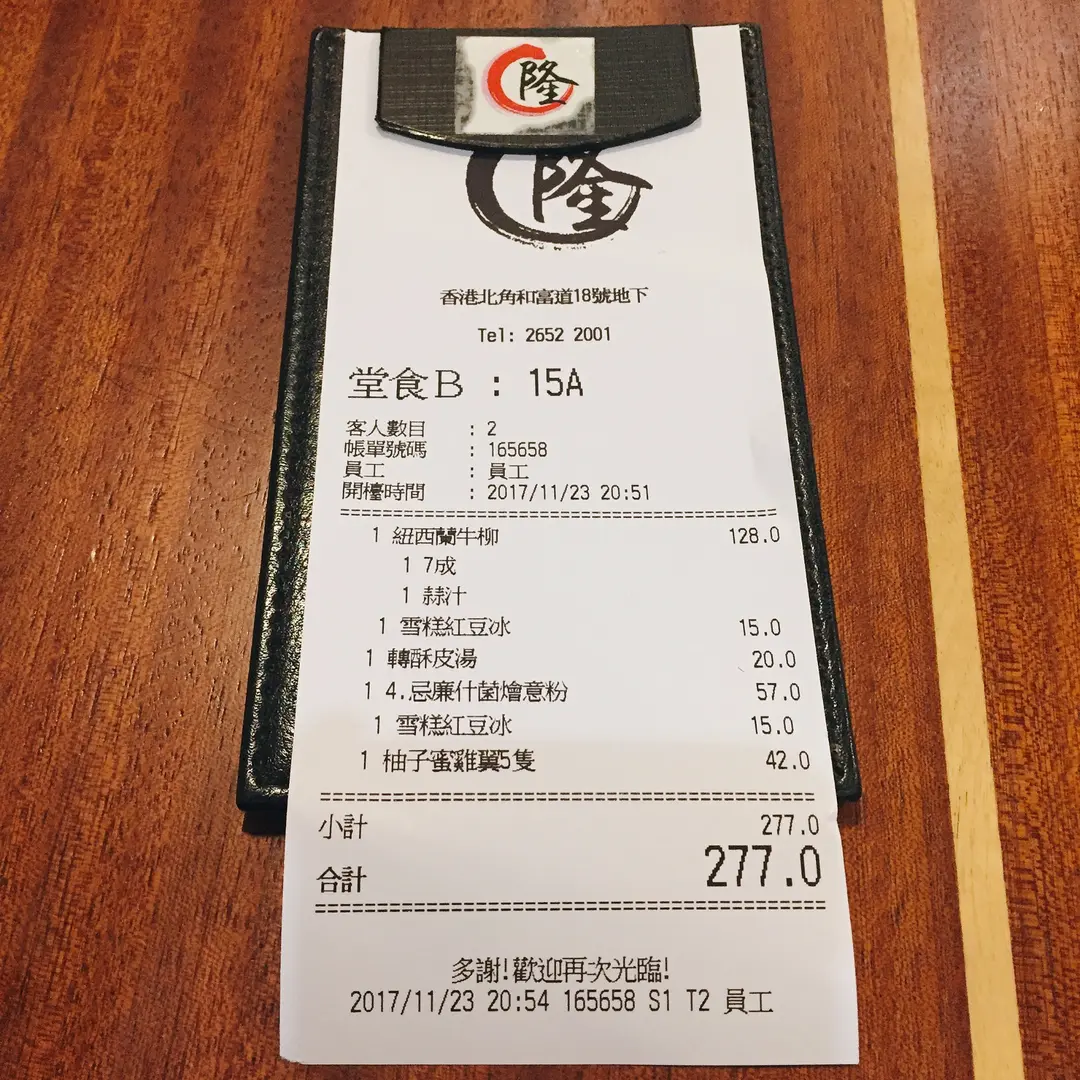 隆
隆
香港北角和富道18號地下
Tel: 2652 2001
堂食B : 15A
客人數目 : 2
帳單號碼 : 165658
員工 : 員工
開檯時間 : 2017/11/23 20:51
1 紐西蘭牛柳 128.0
1 7成
1 蒜汁
1 雪糕紅豆冰 15.0
1 轉酥皮湯 20.0
1 4.忌廉什菌燴意粉 57.0
1 雪糕紅豆冰 15.0
1 柚子蜜雞翼5隻 42.0
小計 277.0
合計 277.0
多謝!歡迎再次光臨!
2017/11/23 20:54 165658 S1 T2 員工